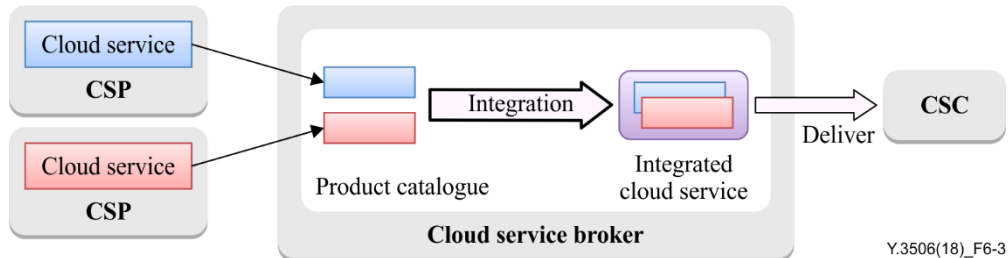 Cloud service
CSP
Cloud service
CSP
Product catalogue
Integration
Integrated
cloud service
Cloud service broker
Deliver
CSC
Y.3506(18)_F6-3